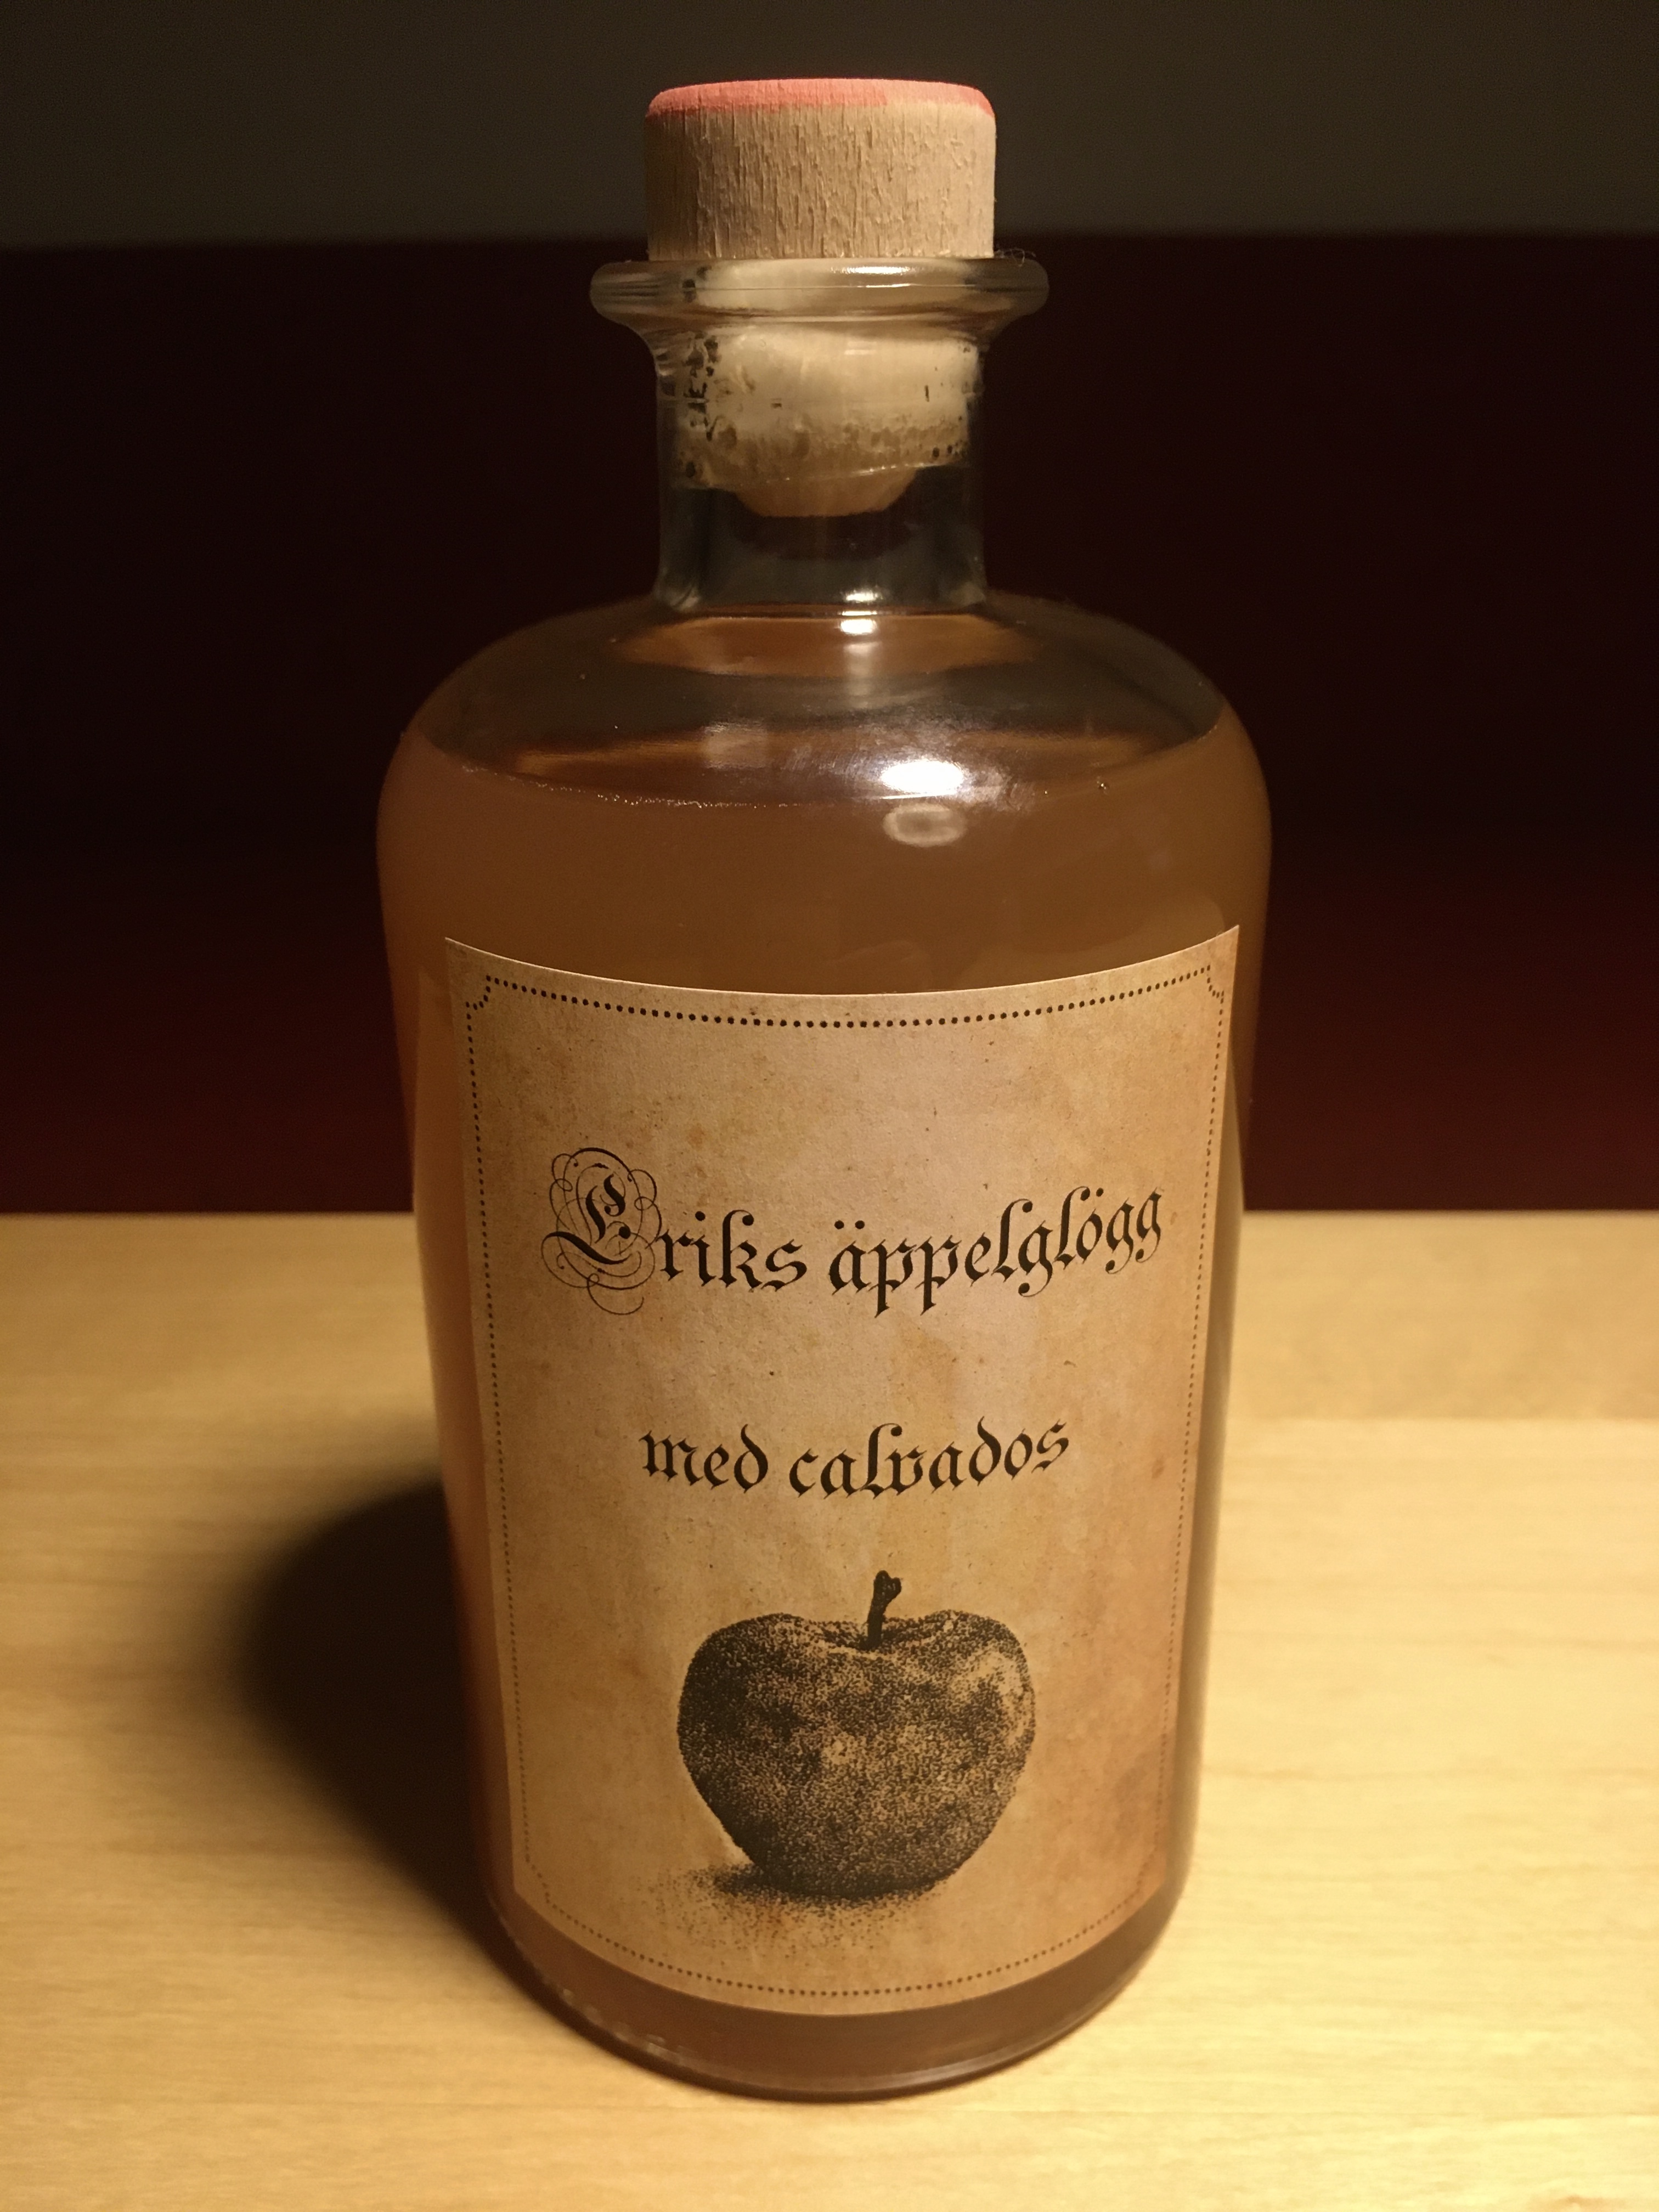 Eriks äppelglögg
med calvados